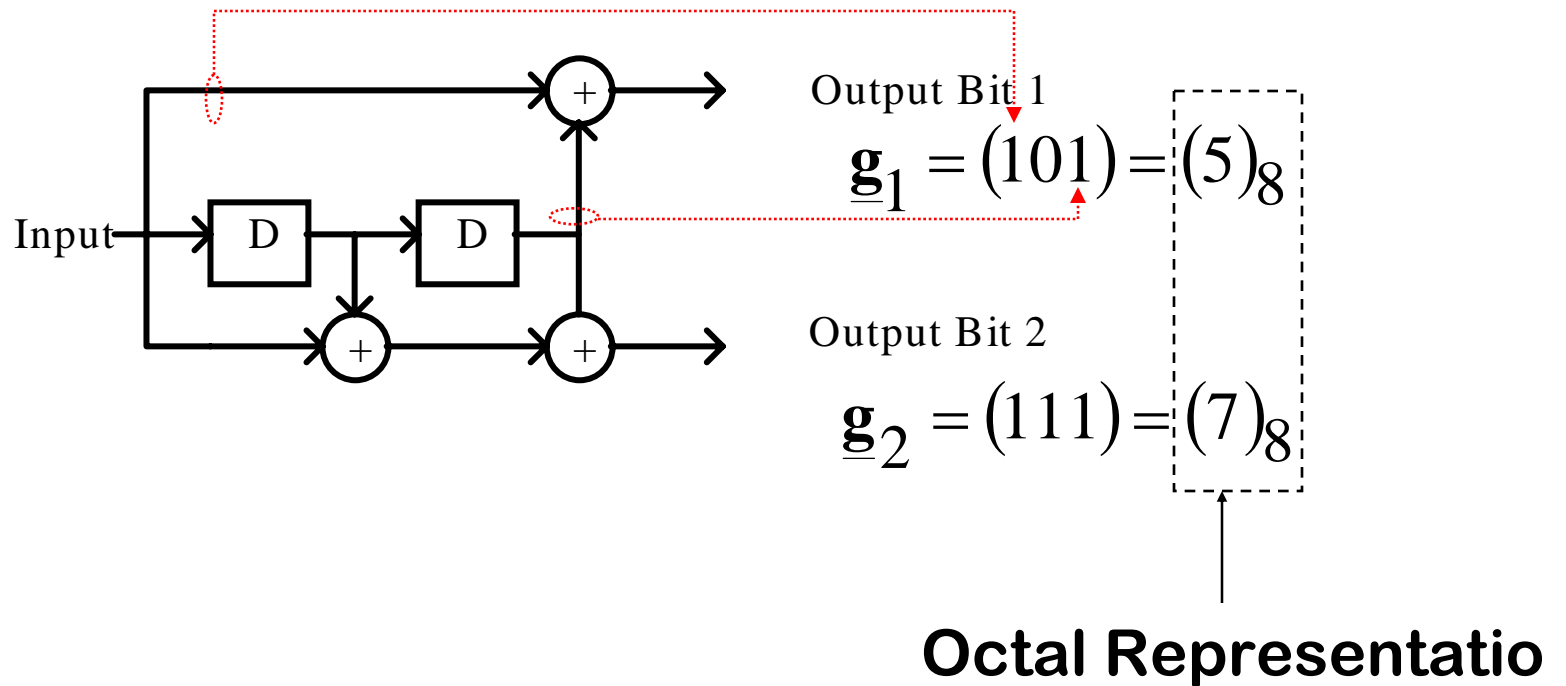 Output Bit 1
g1 = (101) = (5)8
+
Input
D
D
Output Bit 2
+
+
g2 = (111) = (7)8
Octal Representatio